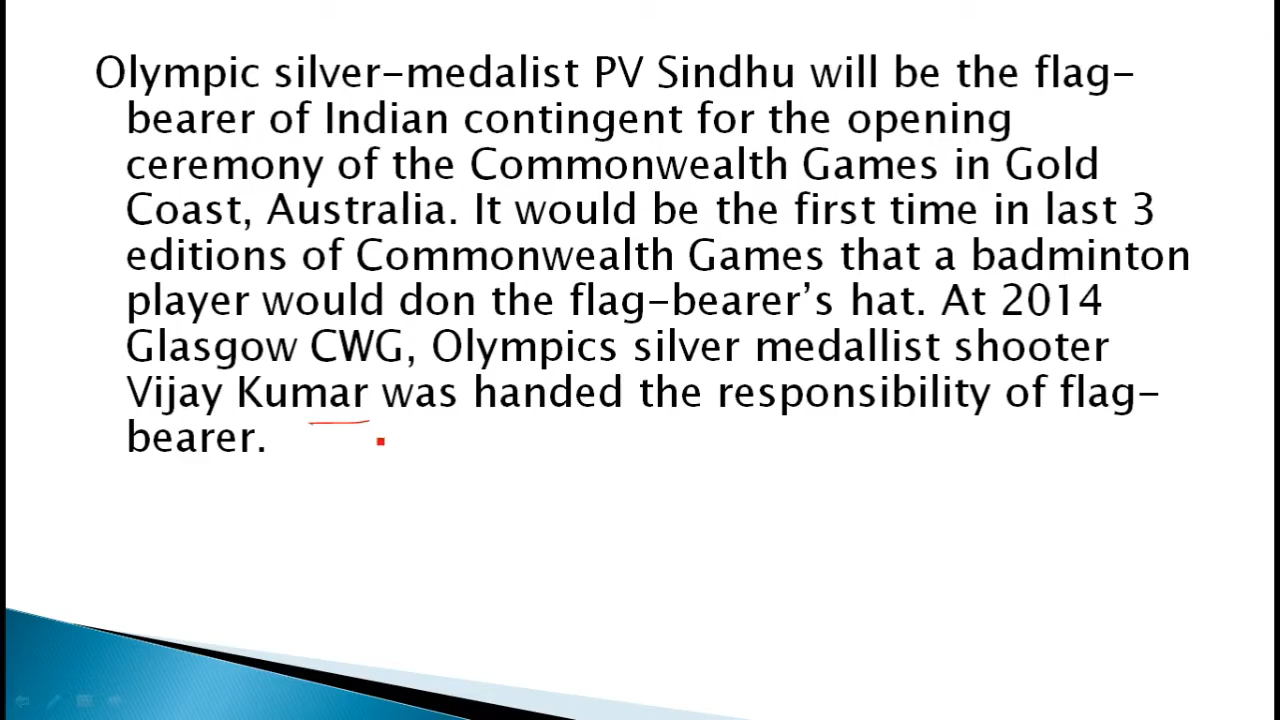 Olympic silver-medalist PV Sindhu will be the flag-
bearer of Indian contingent for the opening
ceremony of the Commonwealth Games in Gold
Coast, Australia. It would be the first time in last 3
editions of Commonwealth Games that a badminton
player would don the flag-bearer's hat. At 2014
Glasgow CWG, Olympics silver medallist shooter
Vijay Kumar was handed the responsibility of flag-
bearer.